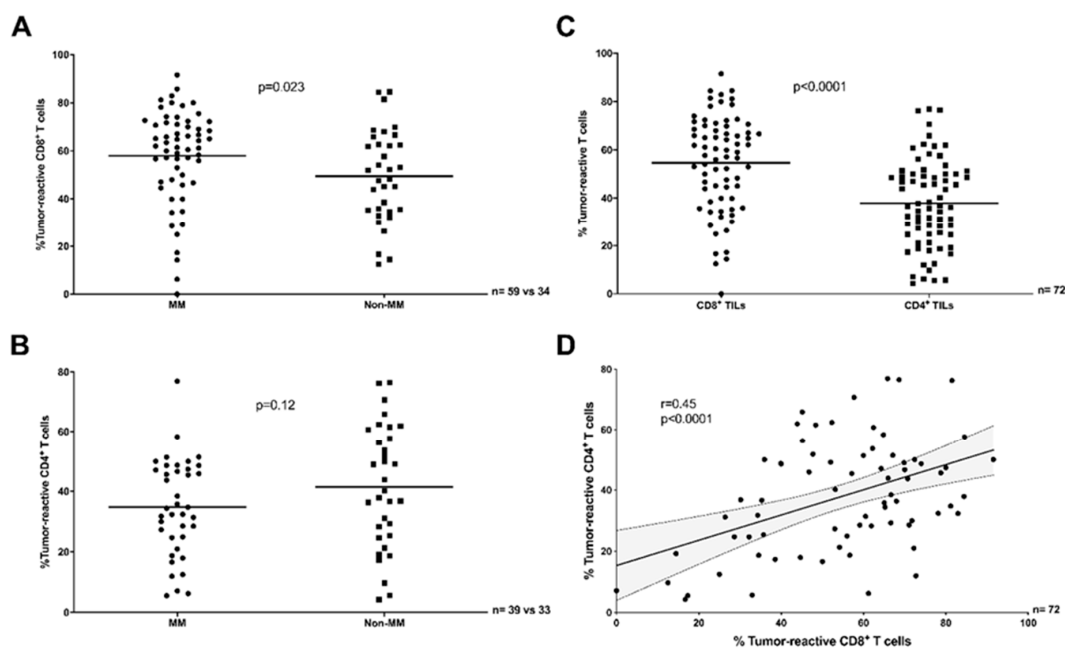 A
%Tumor-reactive CD8+ T cells
100
80
60
40
20
0
p=0.023
MM
Non-MM
n= 59 vs 34
B
%Tumor-reactive CD4+ T cells
80
60
40
20
0
p=0.12
MM
Non-MM
n= 39 vs 33
C
% Tumor-reactive T cells
100
80
60
40
20
0
p<0.0001
CD8+ TILs
CD4+ TILs
n= 72
D
% Tumor-reactive CD4+ T cells
80
60
40
20
0
r=0.45
p<0.0001
0
20
40
60
80
100
n= 72
% Tumor-reactive CD8+ T cells